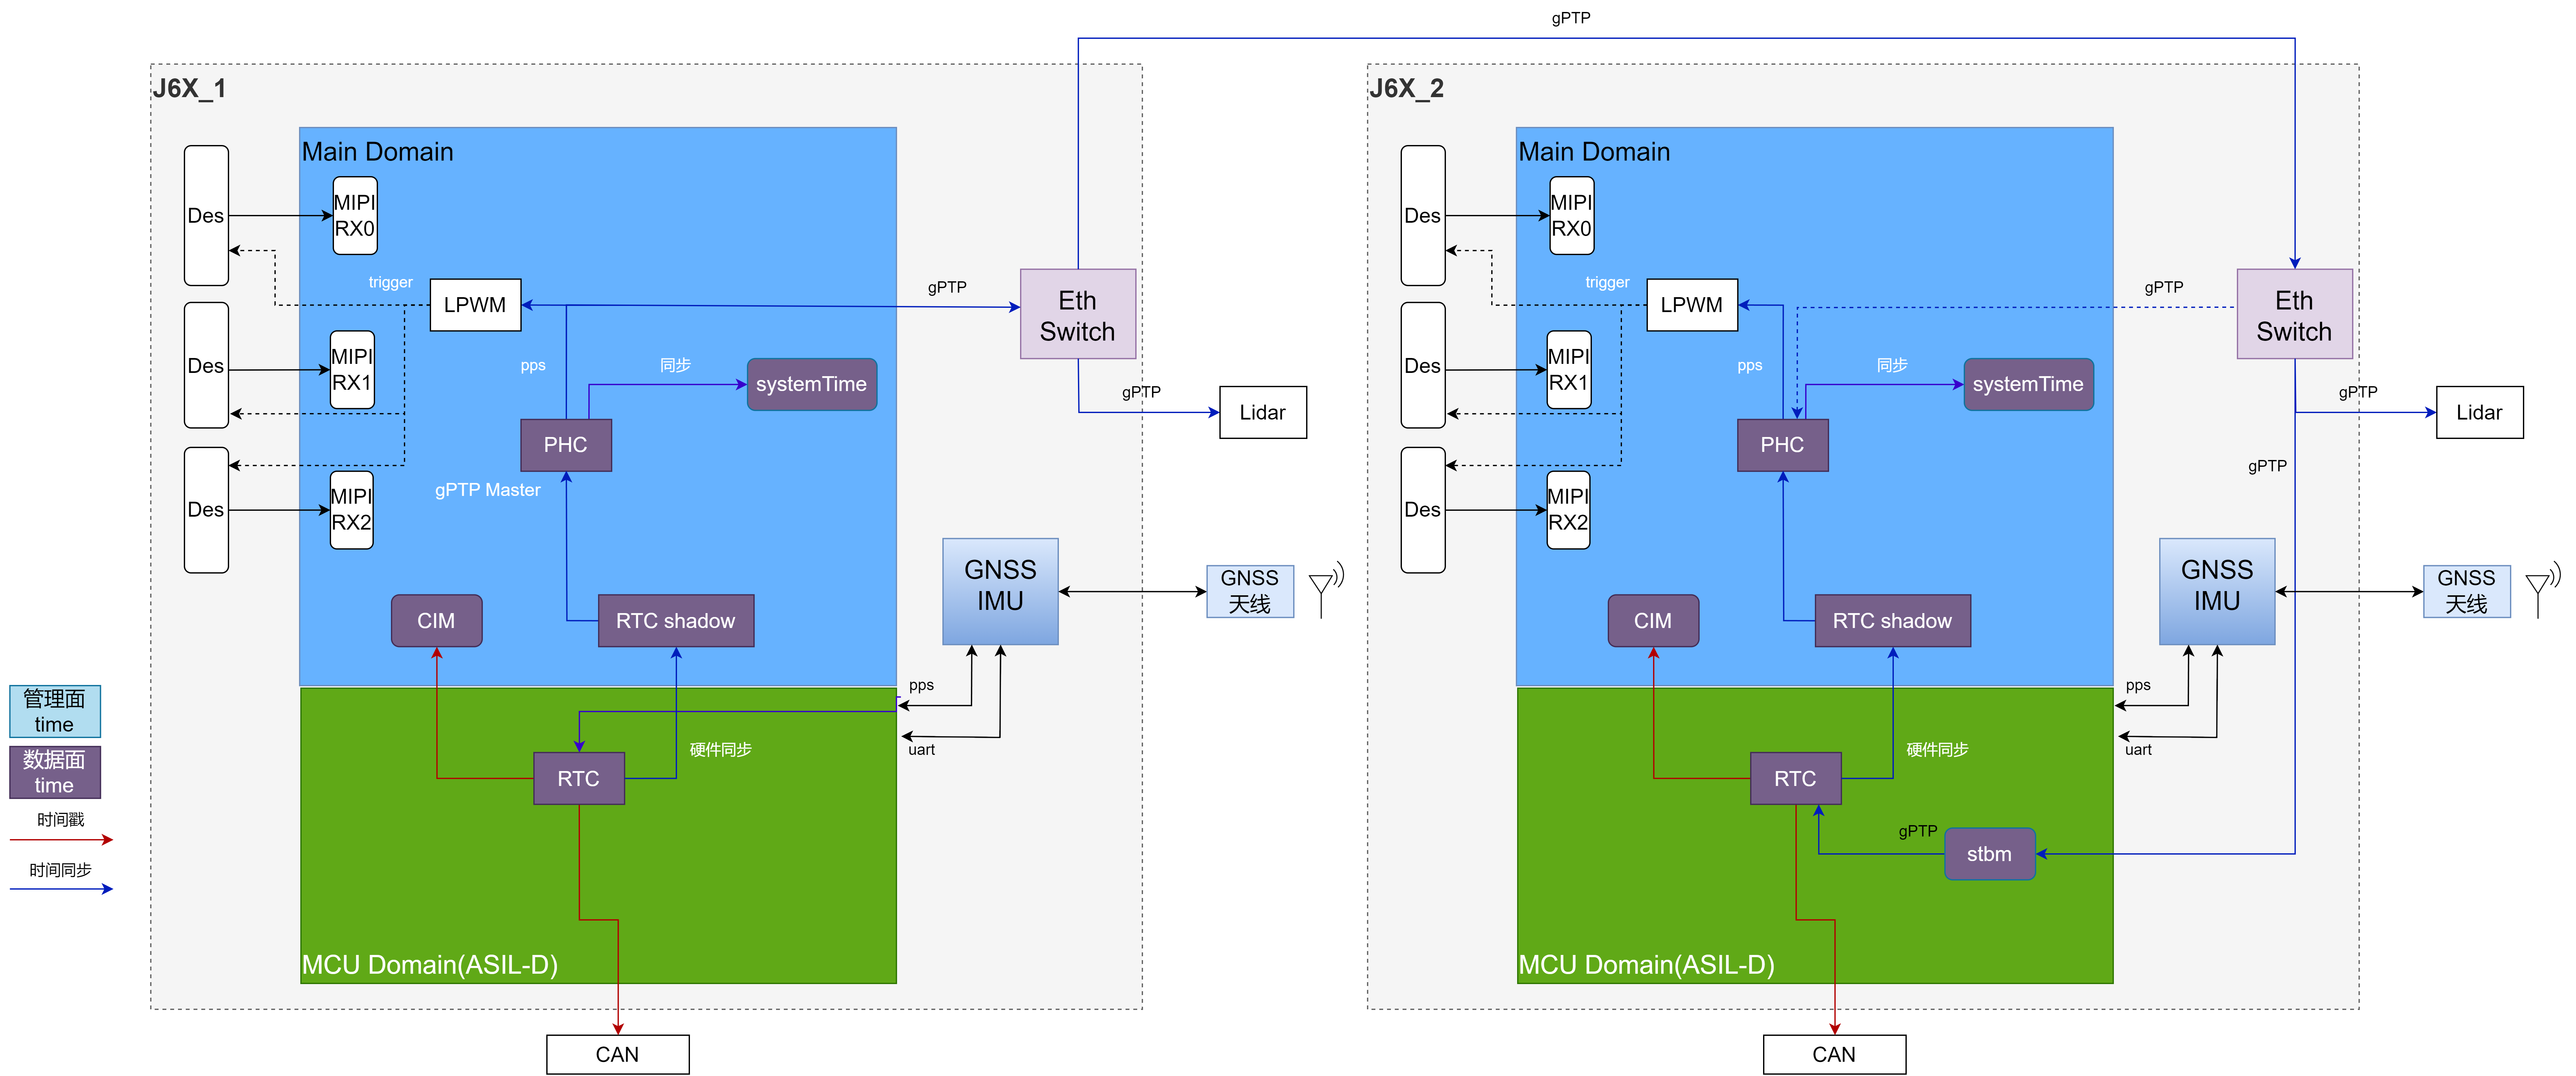 gPTP
J6X_1
Main Domain
Des
MIPI
RX0
trigger
LPWM
gPTP
Eth
Switch
Des
MIPI
RX1
pps
同步
systemTime
gPTP
Lidar
PHC
gPTP Master
Des
MIPI
RX2
GNSS
IMU
GNSS
天线
CIM
RTC shadow
pps
uart
硬件同步
RTC
MCU Domain(ASIL-D)
CAN
管理面
time
数据面
time
时间戳
时间同步
J6X_2
Main Domain
Des
MIPI
RX0
trigger
LPWM
gPTP
Eth
Switch
Des
MIPI
RX1
pps
同步
systemTime
gPTP
Lidar
PHC
gPTP
Des
MIPI
RX2
GNSS
IMU
GNSS
天线
CIM
RTC shadow
pps
uart
硬件同步
RTC
gPTP
stbm
MCU Domain(ASIL-D)
CAN